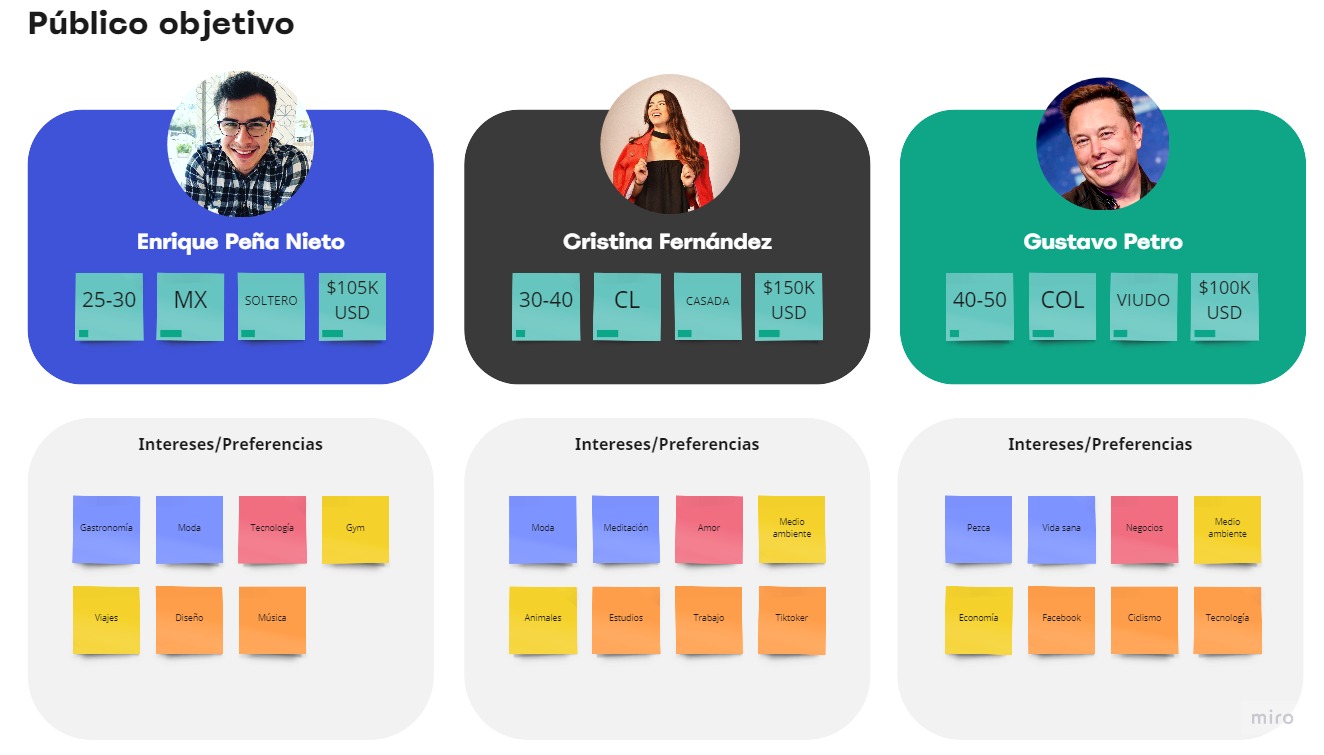 Público objetivo
Enrique Peña Nieto
25-30
MX
SOLTERO
$105K
USD
Cristina Fernández
30-40
CL
CASADA
$150K
USD
Gustavo Petro
40-50
COL
VIUDO
$100K
USD
Intereses/Preferencias
Gastronomía
Moda
Tecnología
Gym
Viajes
Diseño
Música
Intereses/Preferencias
Moda
Meditación
Amor
Medio
ambiente
Animales
Estudios
Trabajo
Tiktoker
Intereses/Preferencias
Pezca
Vida sana
Negocios
Medio
ambiente
Economía
Facebook
Ciclismo
Tecnología
miro